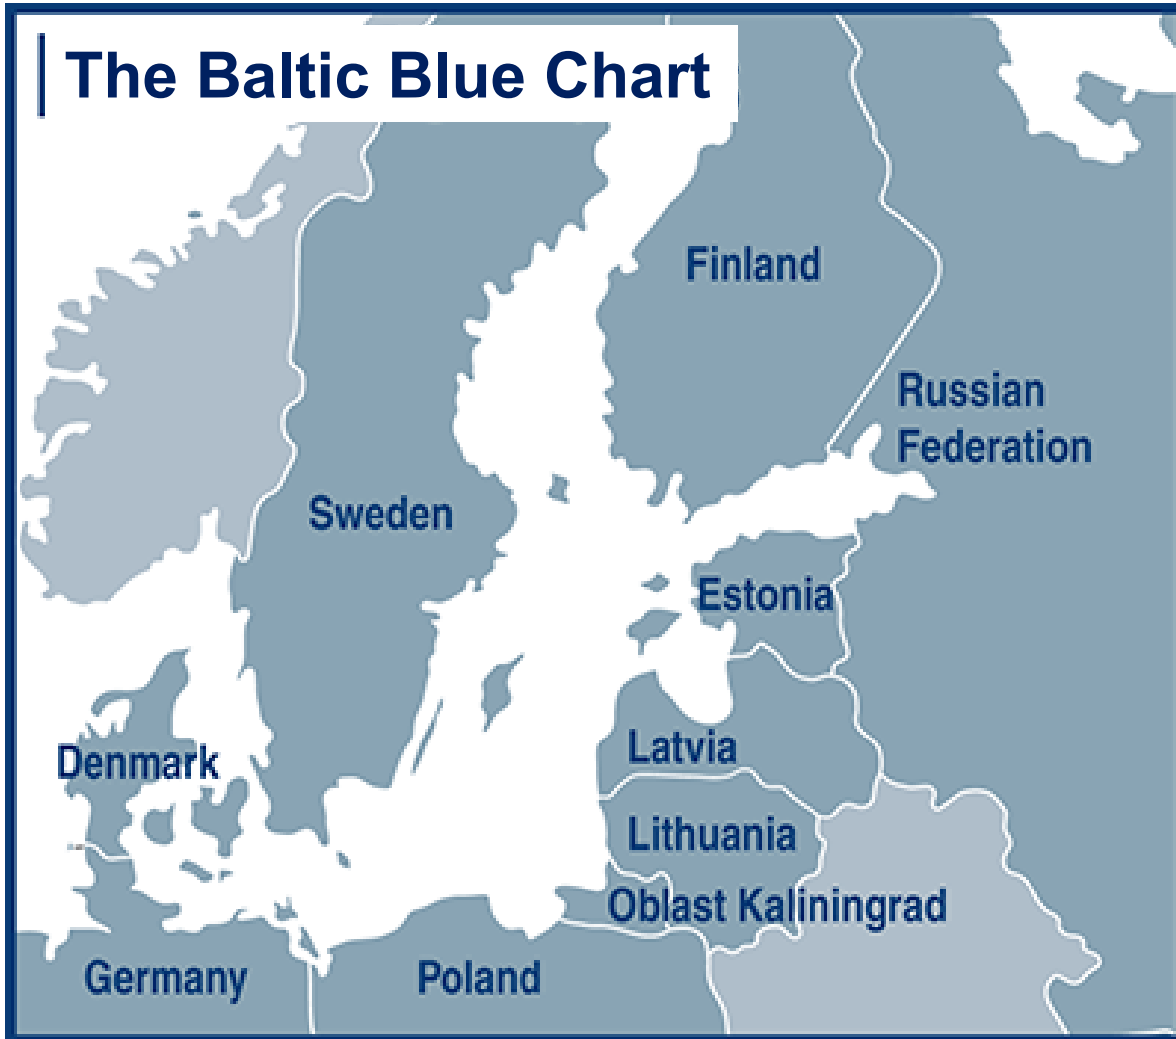 The Baltic Blue Chart
Finland
Russian
Federation
Sweden
Estonia
Latvia
Denmark
Lithuania
Oblast Kaliningrad
Germany
Poland